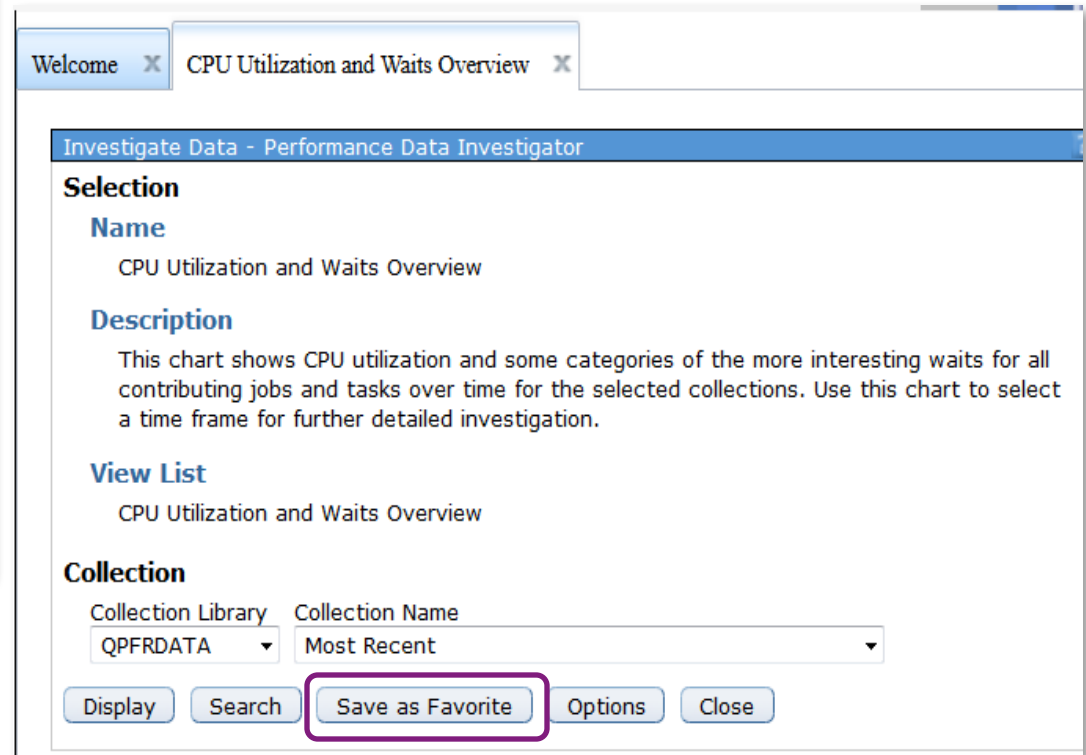 Welcome X CPU Utilization and Waits Overview X
Investigate Data - Performance Data Investigator
Selection
Name
CPU Utilization and Waits Overview
Description
This chart shows CPU utilization and some categories of the more interesting waits for all
contributing jobs and tasks over time for the selected collections. Use this chart to select
a time frame for further detailed investigation.
View List
CPU Utilization and Waits Overview
Collection
Collection Library Collection Name
QPFRDATA Most Recent
Display Search Save as Favorite Options Close